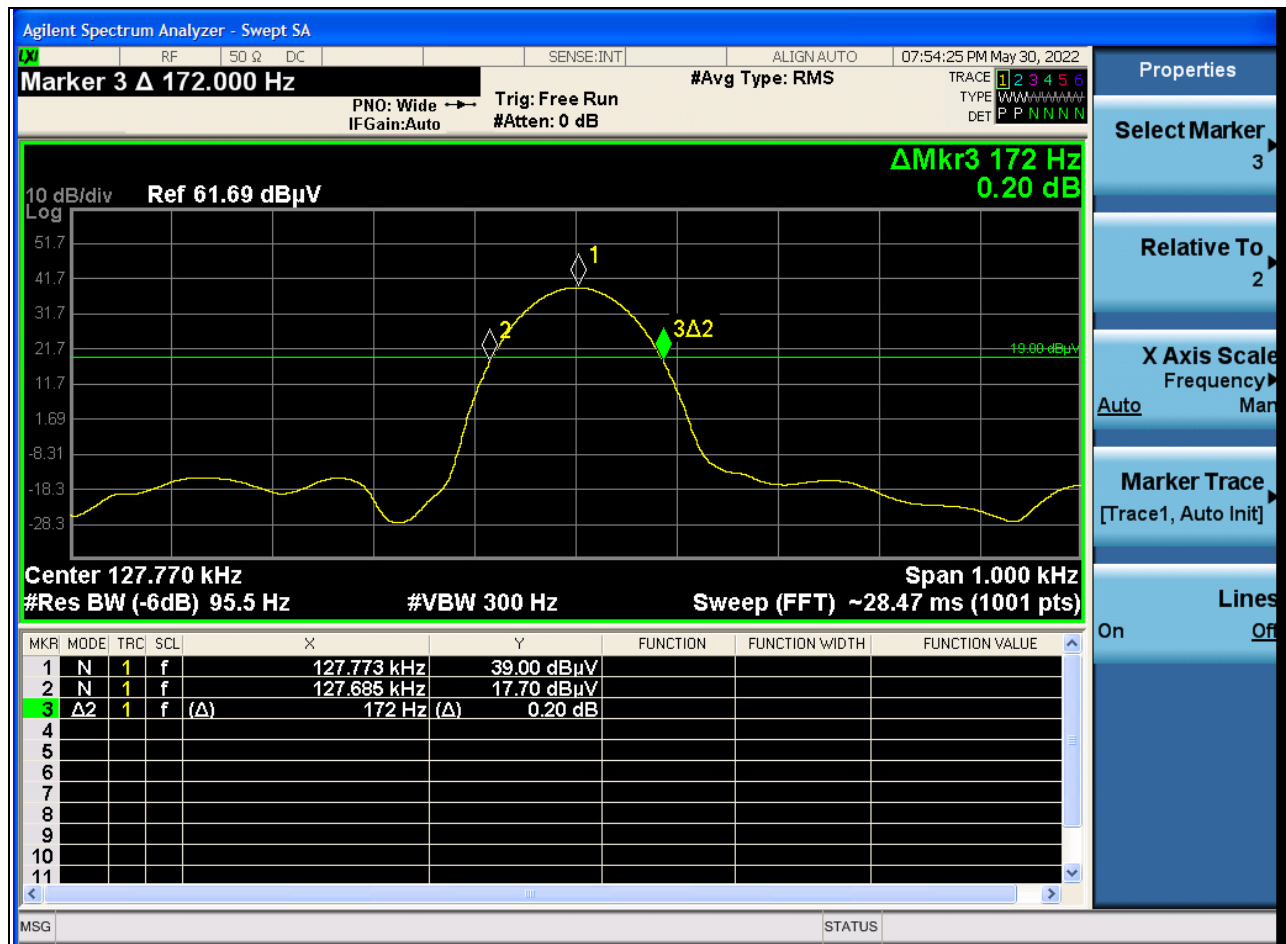 Agilent Spectrum Analyzer - Swept SA
LXI RF 50 Ω DC SENSE:INT ALIGN AUTO 07:54:25 PM May 30, 2022
Marker 3 Δ 172.000 Hz
#Avg Type: RMS
TRACE 1 2 3 4 5 6
PNO: Wide
Trig: Free Run
TYPE
IFGain:Auto
#Atten: 0 dB
DET P P N N N N
ΔMkr3 172 Hz
0.20 dB
10 dB/div Ref 61.69 dBµV
Log
51.7
41.7
31.7
21.7
11.7
1.69
-8.31
-18.3
-28.3
1
2
3Δ2
19.00 dBµV
Center 127.770 kHz Span 1.000 kHz
#Res BW (-6dB) 95.5 Hz #VBW 300 Hz Sweep (FFT) ~28.47 ms (1001 pts)
MKR MODE TRC SCL X Y FUNCTION FUNCTION WIDTH FUNCTION VALUE
1 N 1 f 127.773 kHz 39.00 dBµV
2 N 1 f 127.685 kHz 17.70 dBµV
3 Δ2 1 f (Δ) 172 Hz (Δ) 0.20 dB
4
5
6
7
8
9
10
11
MSG STATUS
Properties
Select Marker
3
Relative To
2
X Axis Scale
Frequency
Auto Man
Marker Trace
[Trace1, Auto Init]
Lines
On Off